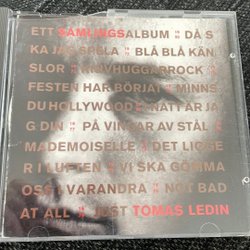 ETT SAMLINGSALBUM :: DÅ S
KA JAG SPELA :: BLÅ BLÅ KÄN
SLOR :: KNIVHUGGARROCK ::
FESTEN HAR BÖRJAT :: MINNS
DU HOLLYWOOD :: I NATT ÄR JA
G DIN :: PÅ VINGAR AV STÅL ::
MADEMOISELLE :: DET LIGGE
R I LUFTEN :: VI SKA GÖMMA
OSS I VARANDRA :: NOT BAD
AT ALL :: JUST TOMAS LEDIN